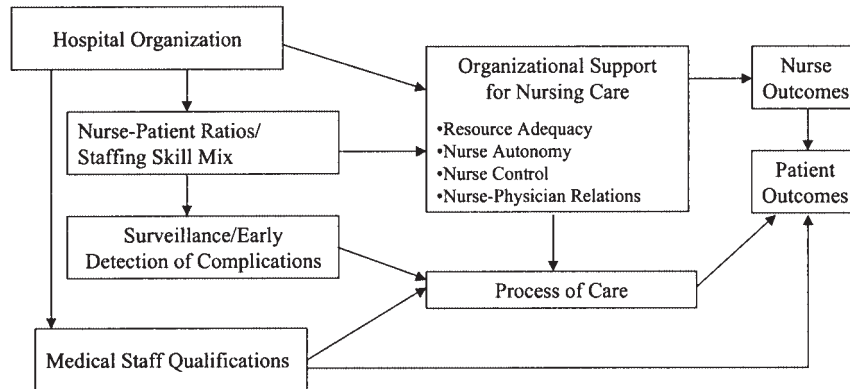 Hospital Organization
Nurse-Patient Ratios/
Staffing Skill Mix
Surveillance/Early
Detection of Complications
Medical Staff Qualifications
Organizational Support
for Nursing Care
•Resource Adequacy
•Nurse Autonomy
•Nurse Control
•Nurse-Physician Relations
Process of Care
Nurse
Outcomes
Patient
Outcomes